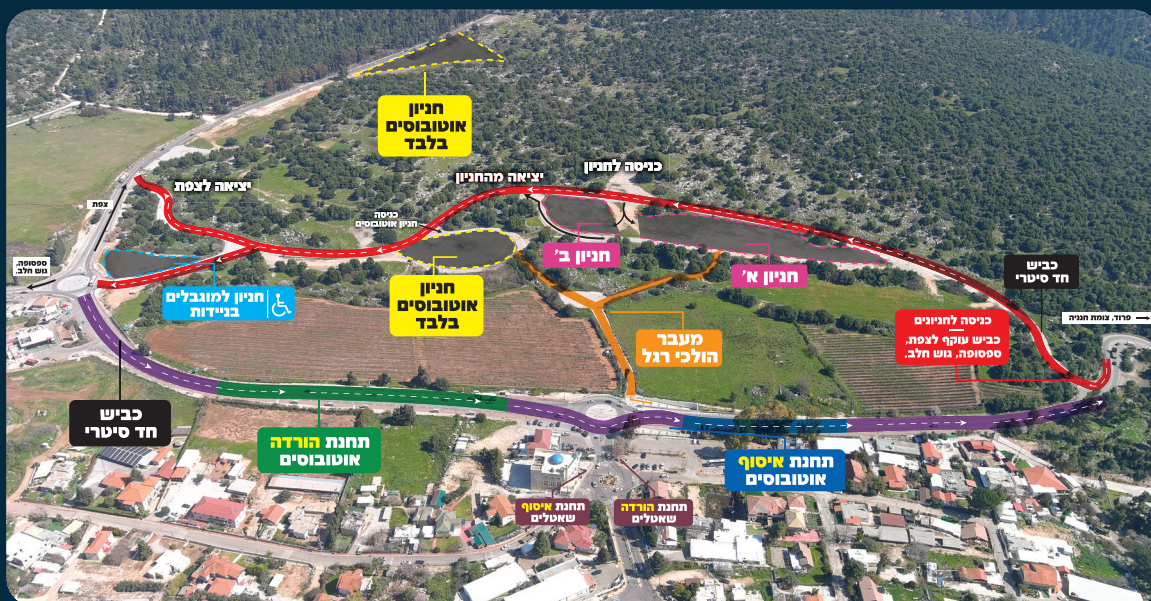 חניון
אוטובוסים
בלבד
כניסה לחניון
יציאה מהחניון
יציאה לצפת
צפת
כניסה
חניון אוטובוסים
חניון ב'
חניון א'
ספסופה,
גוש חלב.
כביש
חד סיטרי
חניון למוגבלים
בניידות
חניון
אוטובוסים
בלבד
פרוד, צומת חנניה
כניסה לחניונים
כביש עוקף לצפת,
ספסופה, גוש חלב.
מעבר
הולכי רגל
כביש
חד סיטרי
תחנת הורדה
אוטובוסים
תחנת איסוף
אוטובוסים
תחנת איסוף
שאטלים
תחנת הורדה
שאטלים